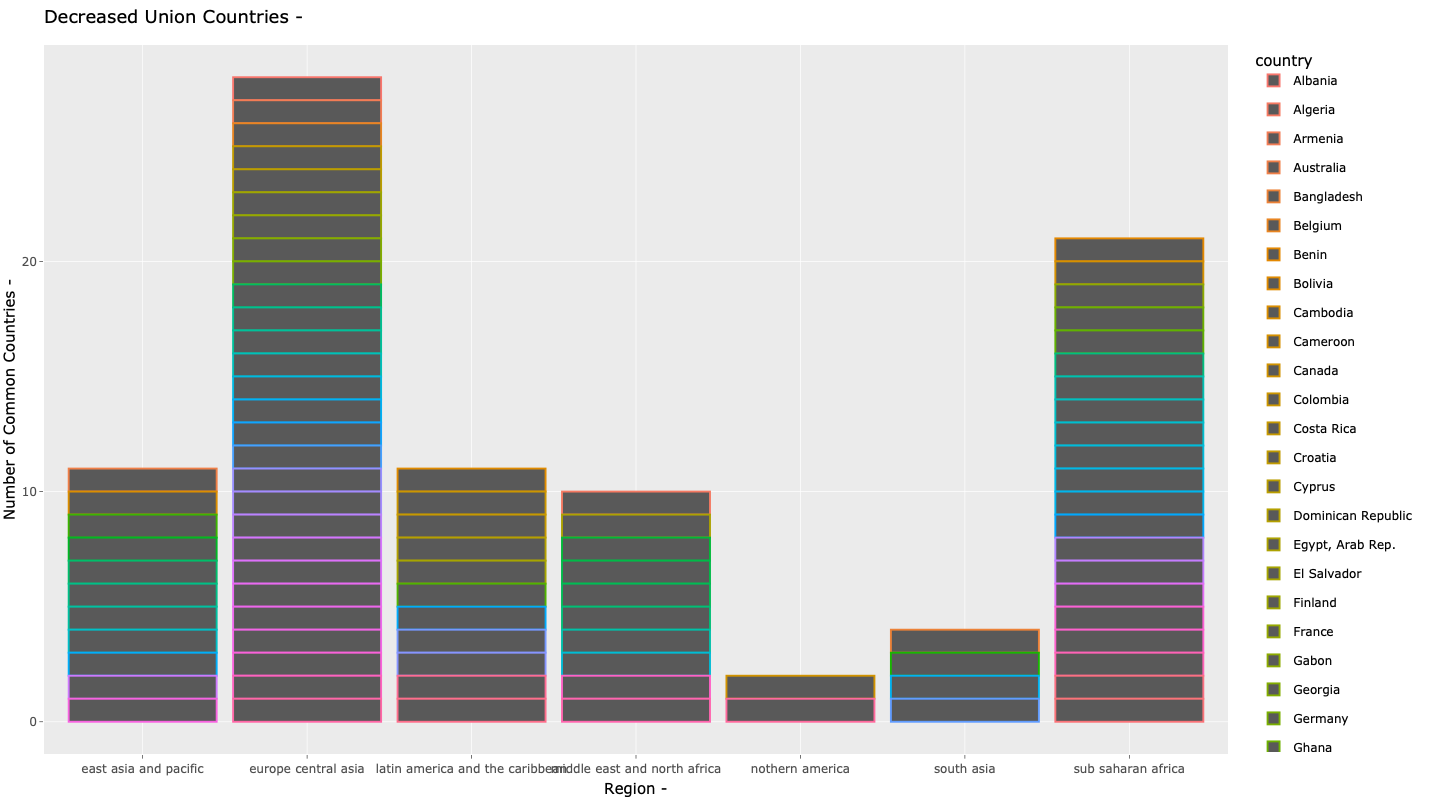 Decreased Union Countries -
Number of Common Countries -
20
10
0
east asia and pacific
europe central asia
latin america and the caribbean
middle east and north africa
nothern america
south asia
sub saharan africa
Region -
country
Albania
Algeria
Armenia
Australia
Bangladesh
Belgium
Benin
Bolivia
Cambodia
Cameroon
Canada
Colombia
Costa Rica
Croatia
Cyprus
Dominican Republic
Egypt, Arab Rep.
El Salvador
Finland
France
Gabon
Georgia
Germany
Ghana